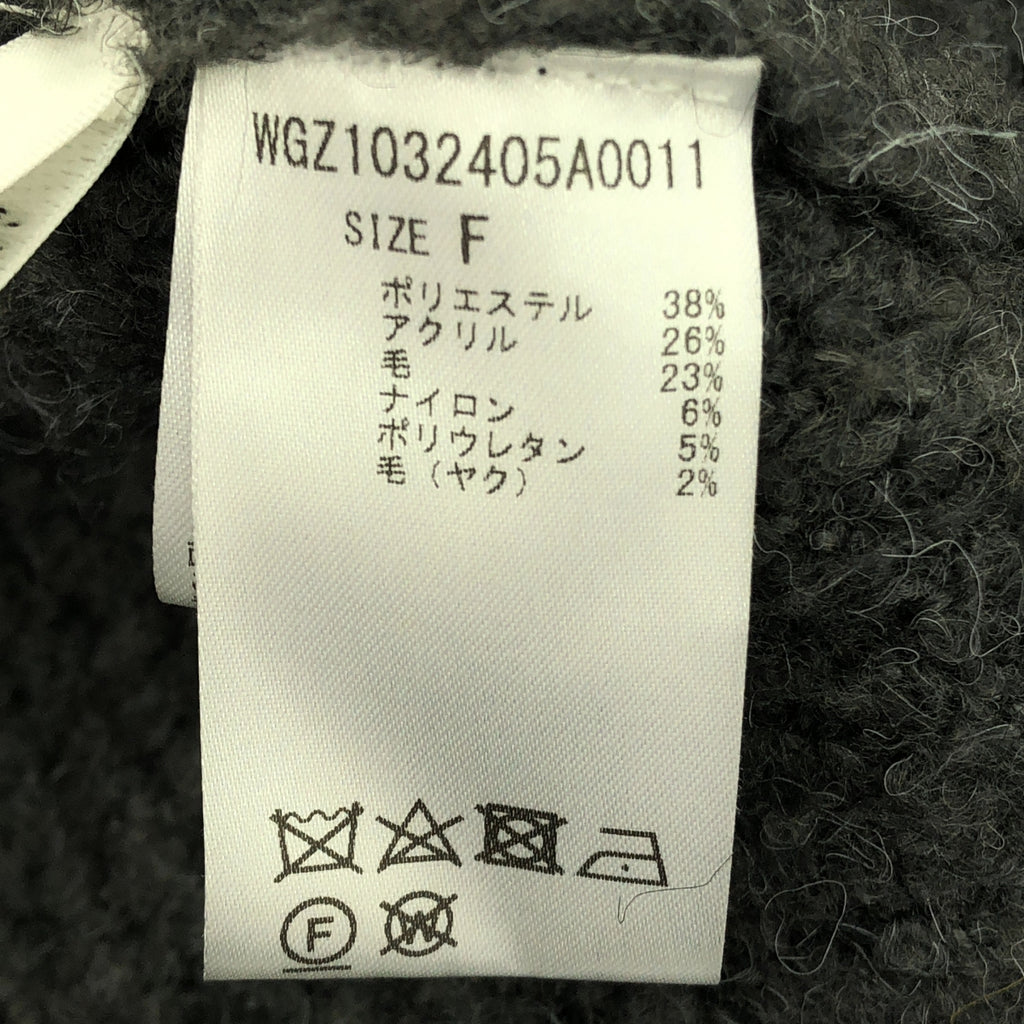 WGZ1032405A0011
SIZE F
ポリエステル 38%
アクリル 26%
毛 23%
ナイロン 6%
ポリウレタン 5%
毛（ヤク） 2%
F
W